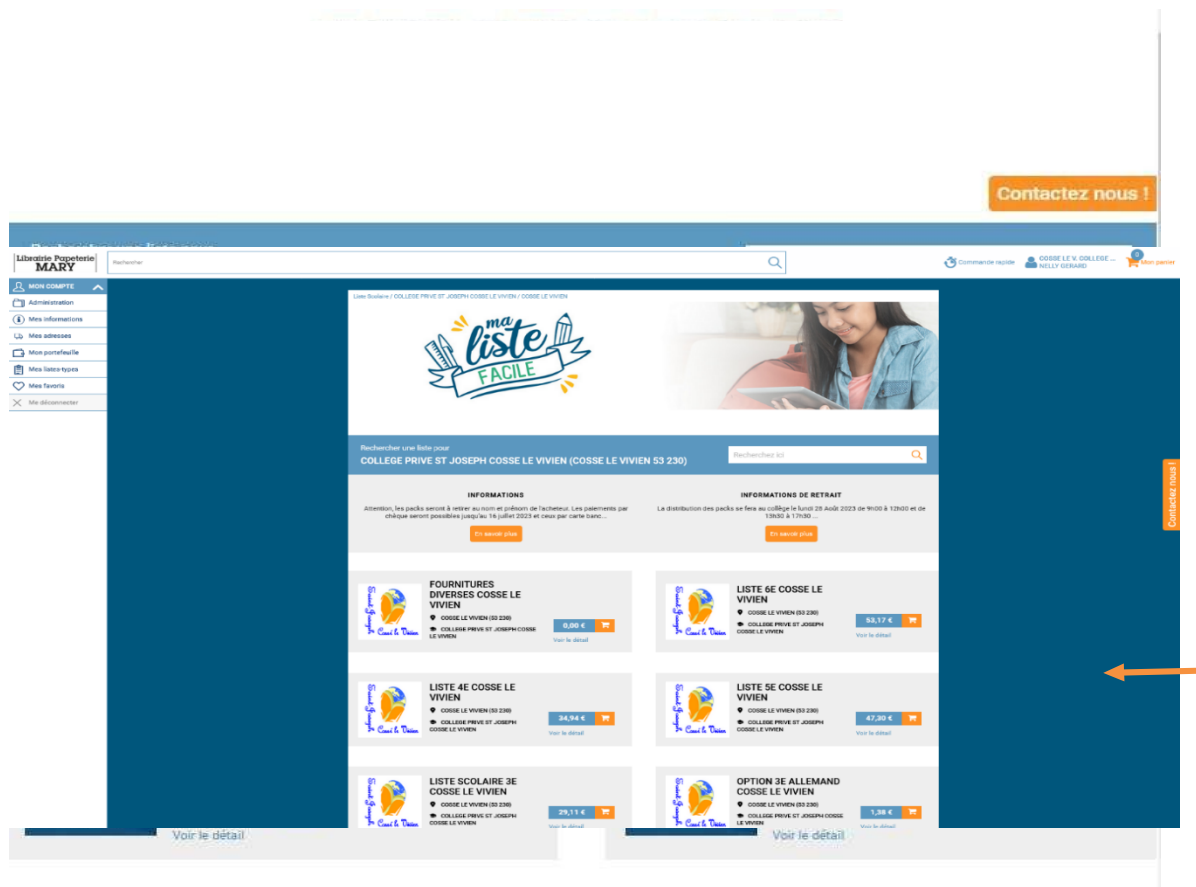 Contactez nous !
Librairie Papeterie
MARY
Rechercher
Commande rapide
COSSE LE V. COLLEGE ...
NELLY GERARD
0
Mon panier
MON COMPTE
Administration
Mes informations
Mes adresses
Mon portefeuille
Mes listes-types
Mes favoris
Me déconnecter
Liste Scolaire / COLLEGE PRIVE ST JOSEPH COSSE LE VIVIEN / COSSE LE VIVIEN
ma
liste
FACILE
Rechercher une liste pour
COLLEGE PRIVE ST JOSEPH COSSE LE VIVIEN (COSSE LE VIVIEN 53 230)
Recherchez ici
Contactez nous !
INFORMATIONS
Attention, les packs seront à retirer au nom et prénom de l'acheteur. Les paiements par
chèque seront possibles jusqu'au 16 juillet 2023 et ceux par carte banc...
En savoir plus
INFORMATIONS DE RETRAIT
La distribution des packs se fera au collège le lundi 28 Août 2023 de 9h00 à 12h00 et de
13h30 à 17h30 ...
En savoir plus
FOURNITURES
DIVERSES COSSE LE
VIVIEN
COSSE LE VIVIEN (53 230)
COLLEGE PRIVE ST JOSEPH COSSE
LE VIVIEN
0,00 €
Voir le détail
LISTE 6E COSSE LE
VIVIEN
COSSE LE VIVIEN (53 230)
COLLEGE PRIVE ST JOSEPH
COSSE LE VIVIEN
53,17 €
Voir le détail
LISTE 4E COSSE LE
VIVIEN
COSSE LE VIVIEN (53 230)
COLLEGE PRIVE ST JOSEPH
COSSE LE VIVIEN
34,94 €
Voir le détail
LISTE 5E COSSE LE
VIVIEN
COSSE LE VIVIEN (53 230)
COLLEGE PRIVE ST JOSEPH
COSSE LE VIVIEN
47,30 €
Voir le détail
LISTE SCOLAIRE 3E
COSSE LE VIVIEN
COSSE LE VIVIEN (53 230)
COLLEGE PRIVE ST JOSEPH
COSSE LE VIVIEN
29,11 €
Voir le détail
OPTION 3E ALLEMAND
COSSE LE VIVIEN
COSSE LE VIVIEN (53 230)
COLLEGE PRIVE ST JOSEPH COSSE
LE VIVIEN
1,38 €
Voir le détail
Voir le détail
Voir le détail